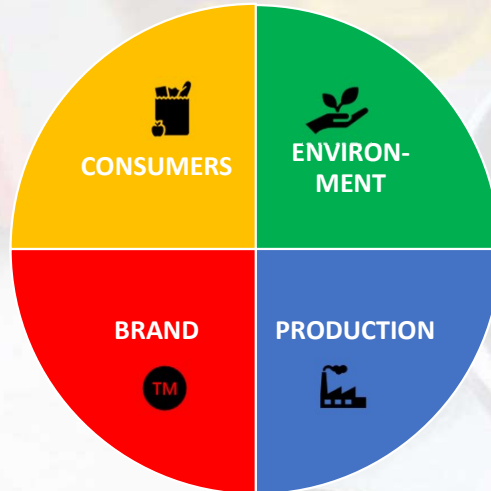 CONSUMERS
ENVIRON-
MENT
BRAND
PRODUCTION
TM